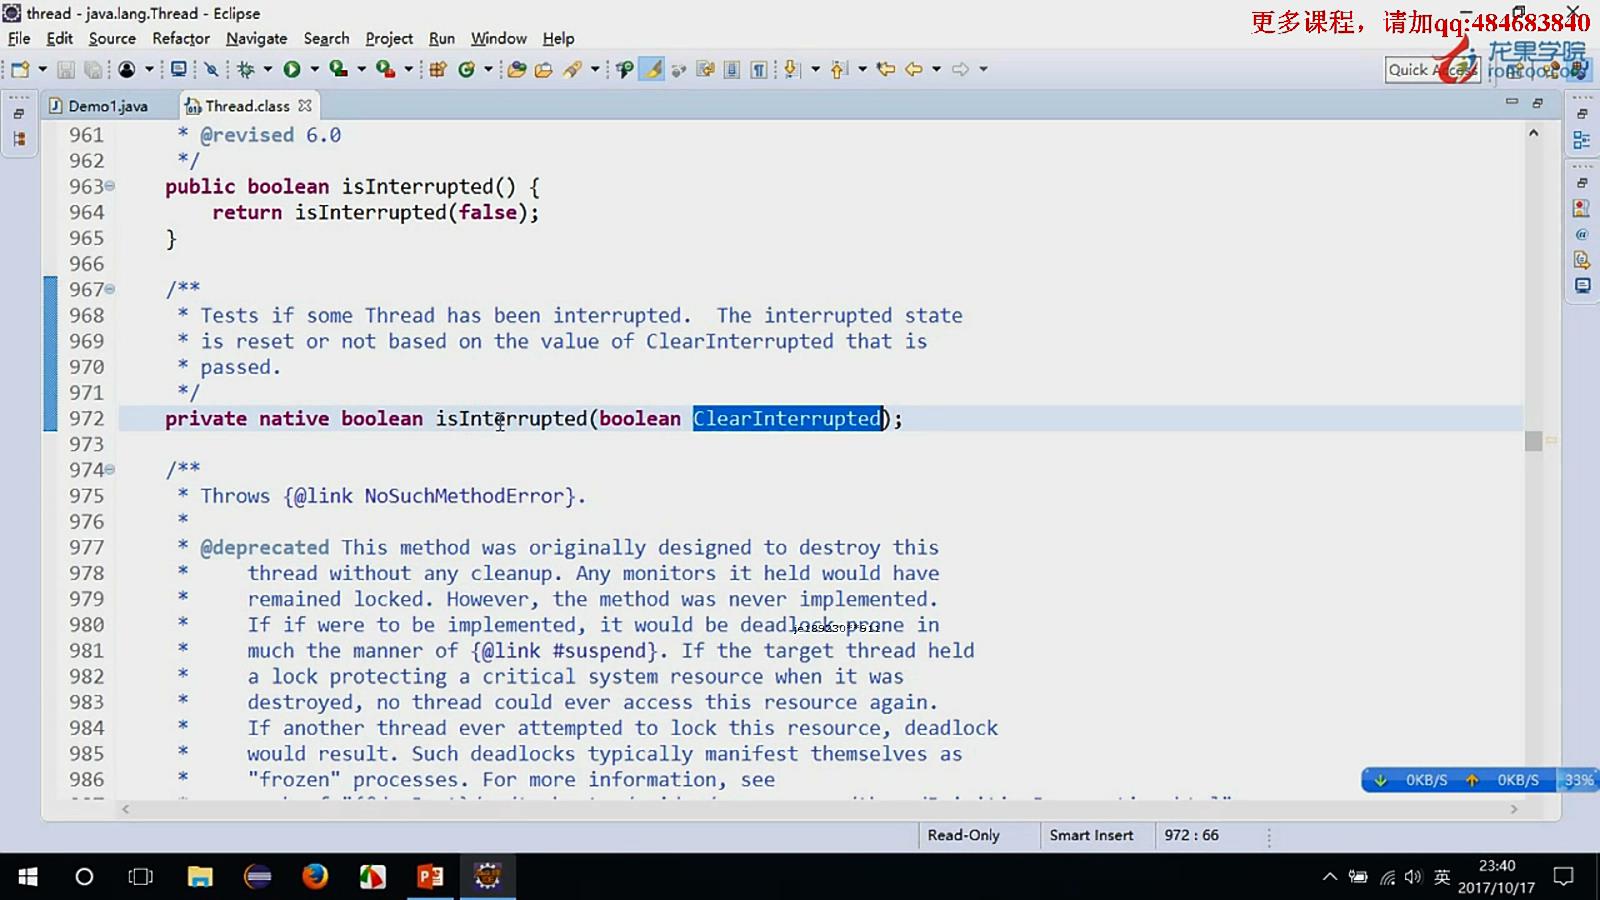 thread - java.lang.Thread - Eclipse
更多课程，请加qq:484683840
File Edit Source Refactor Navigate Search Project Run Window Help
龙果学院
Quick Access
Demo1.java Thread.class
961 * @revised 6.0
962 */
963 public boolean isInterrupted() {
964 return isInterrupted(false);
965 }
966
967 /**
968 * Tests if some Thread has been interrupted.  The interrupted state
969 * is reset or not based on the value of ClearInterrupted that is
970 * passed.
971 */
972 private native boolean isInterrupted(boolean ClearInterrupted);
973
974 /**
975 * Throws {@link NoSuchMethodError}.
976 *
977 * @deprecated This method was originally designed to destroy this
978 * thread without any cleanup. Any monitors it held would have
979 * remained locked. However, the method was never implemented.
980 * If if were to be implemented, it would be deadlock-prone in
981 * much the manner of {@link #suspend}. If the target thread held
982 * a lock protecting a critical system resource when it was
983 * destroyed, no thread could ever access this resource again.
984 * If another thread ever attempted to lock this resource, deadlock
985 * would result. Such deadlocks typically manifest themselves as
986 * "frozen" processes. For more information, see
0KB/S 0KB/S 33%
Read-Only Smart Insert 972 : 66
英
23:40
2017/10/17